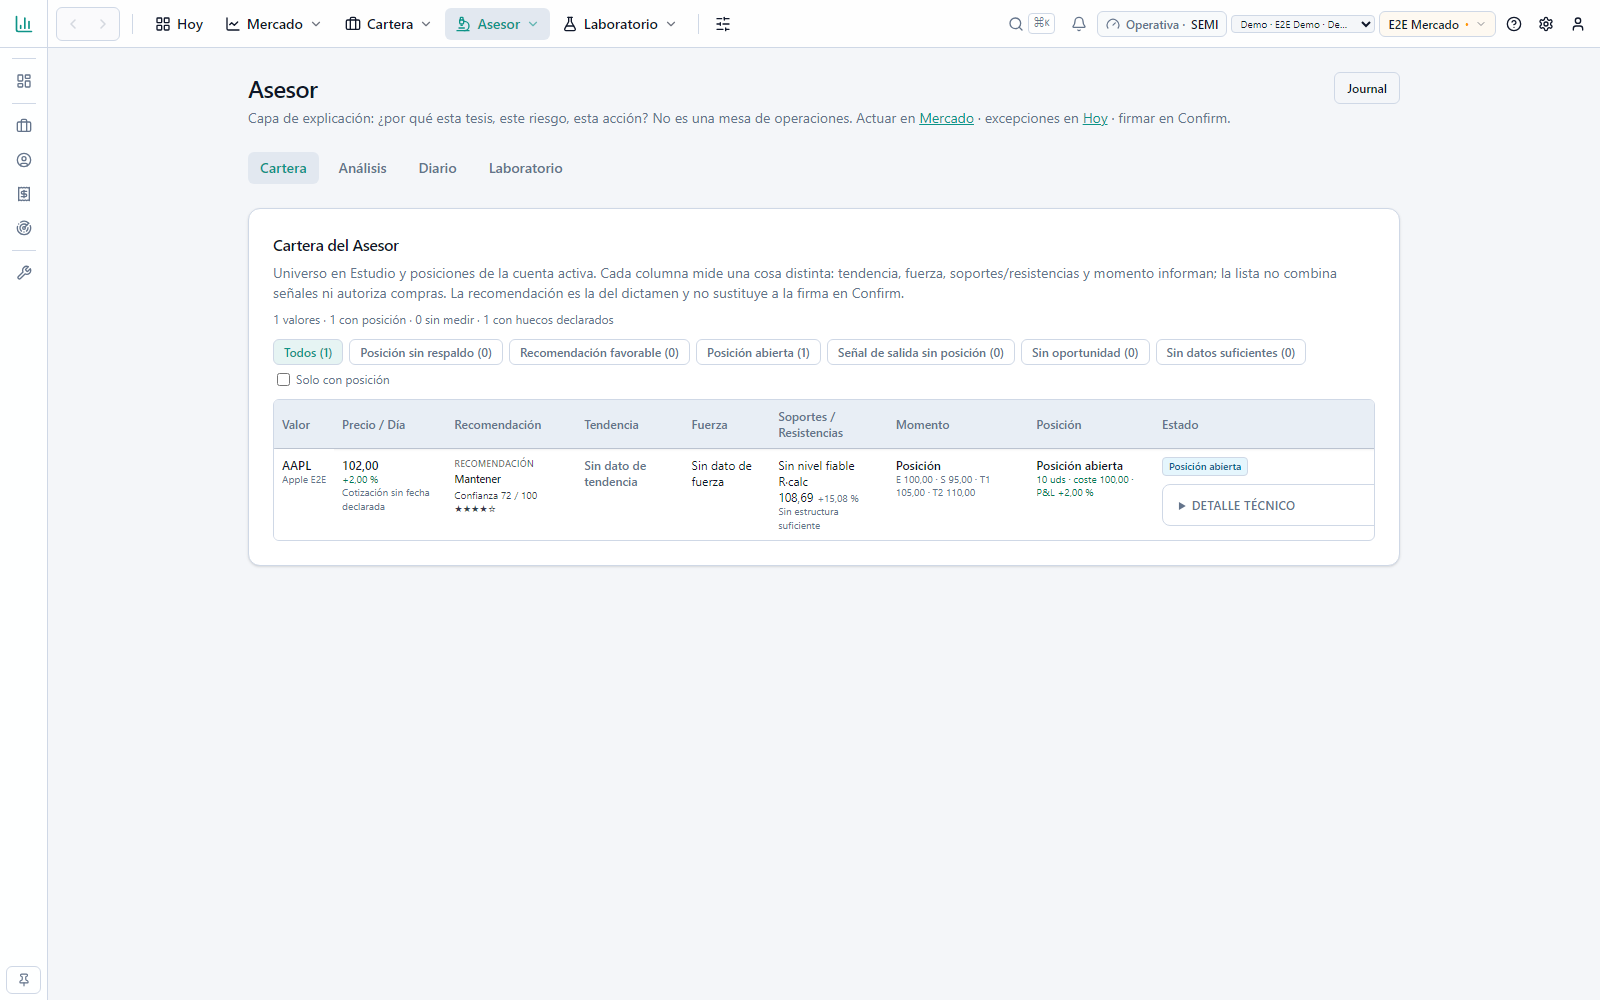 Hoy
Mercado
Cartera
Asesor
Laboratorio
⌘K
Operativa · SEMI
Demo · E2E Demo · De...
E2E Mercado
Asesor
Journal
Capa de explicación: ¿por qué esta tesis, este riesgo, esta acción? No es una mesa de operaciones. Actuar en Mercado · excepciones en Hoy · firmar en Confirm.
Cartera
Análisis
Diario
Laboratorio
Cartera del Asesor
Universo en Estudio y posiciones de la cuenta activa. Cada columna mide una cosa distinta: tendencia, fuerza, soportes/resistencias y momento informan; la lista no combina
señales ni autoriza compras. La recomendación es la del dictamen y no sustituye a la firma en Confirm.
1 valores · 1 con posición · 0 sin medir · 1 con huecos declarados
Todos (1)
Posición sin respaldo (0)
Recomendación favorable (0)
Posición abierta (1)
Señal de salida sin posición (0)
Sin oportunidad (0)
Sin datos suficientes (0)
Solo con posición
Valor
Precio / Día
Recomendación
Tendencia
Fuerza
Soportes /
Resistencias
Momento
Posición
Estado
AAPL
Apple E2E
102,00
+2,00 %
Cotización sin fecha
declarada
RECOMENDACIÓN
Mantener
Confianza 72 / 100
★★★★☆
Sin dato de
tendencia
Sin dato de
fuerza
Sin nivel fiable
R·calc
108,69 +15,08 %
Sin estructura
suficiente
Posición
E 100,00 · S 95,00 · T1
105,00 · T2 110,00
Posición abierta
10 uds · coste 100,00 ·
P&L +2,00 %
Posición abierta
▶ DETALLE TÉCNICO